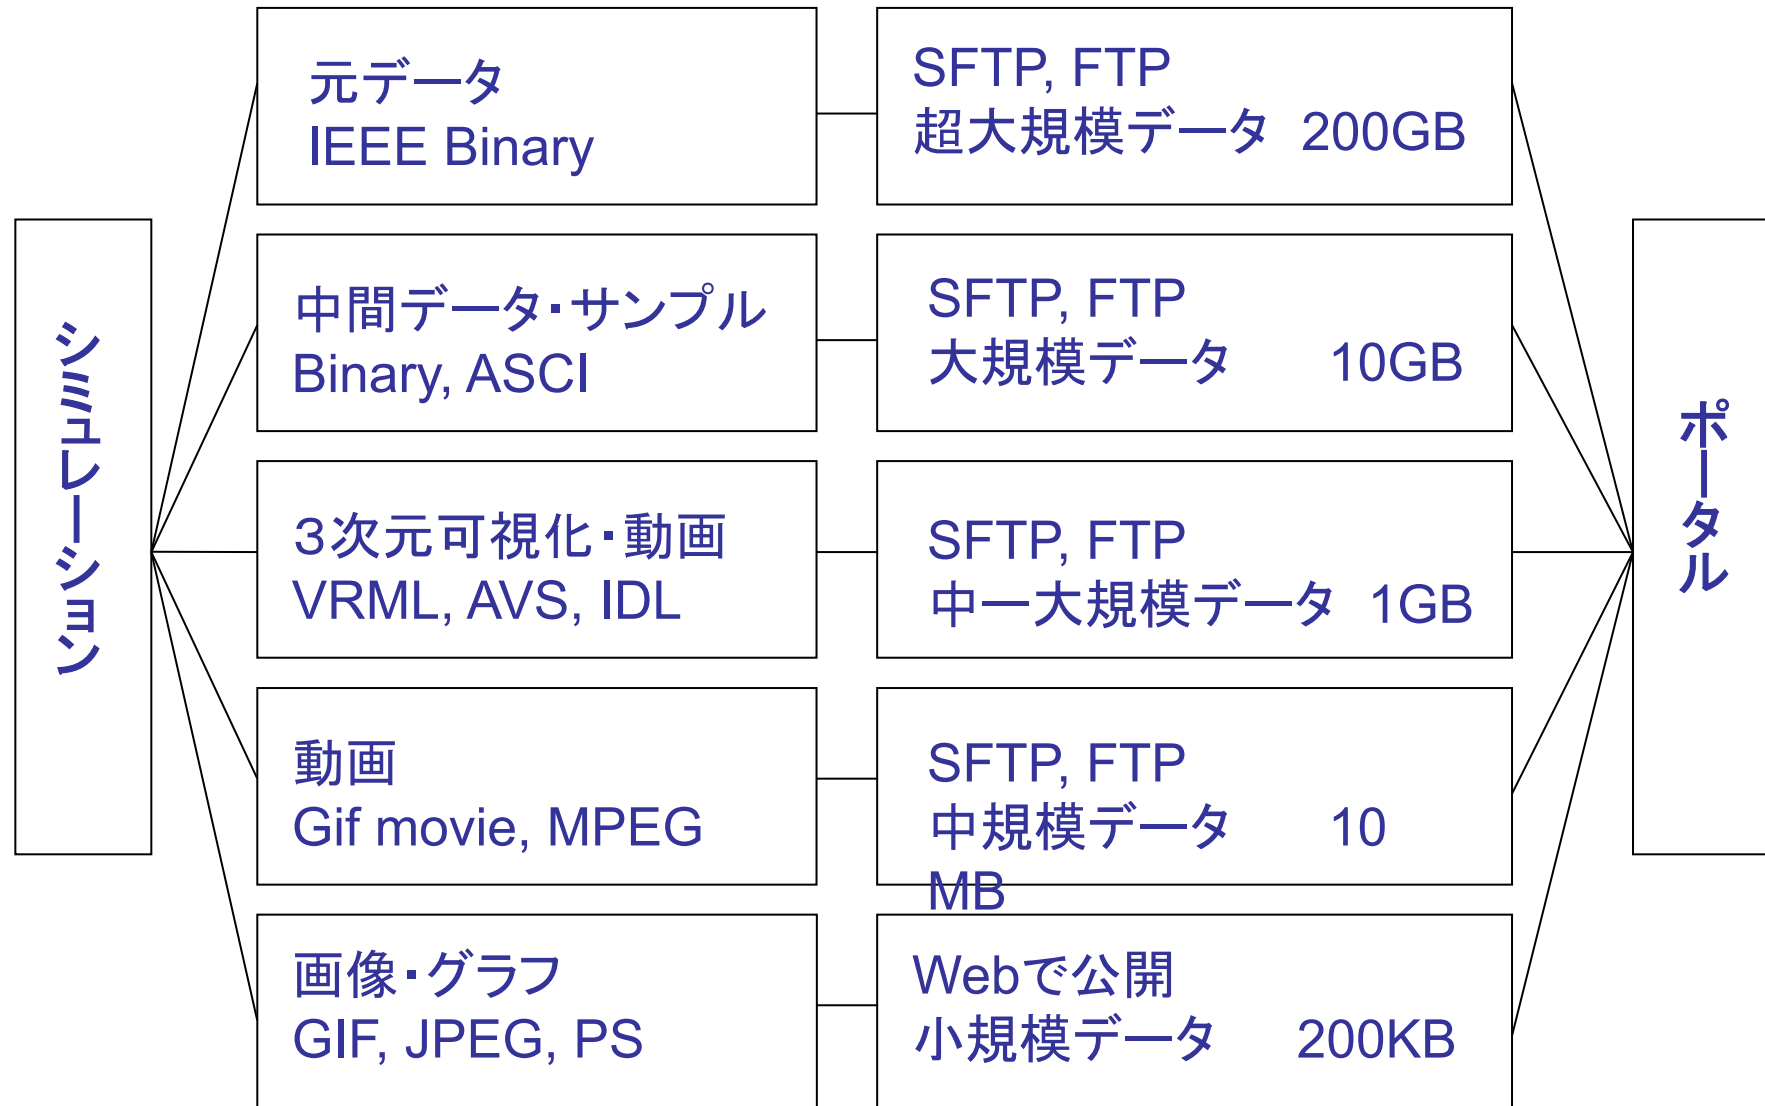 シミュレーション
元データ
IEEE Binary
SFTP, FTP
超大規模データ 200GB
中間データ・サンプル
Binary, ASCI
SFTP, FTP
大規模データ 10GB
３次元可視化・動画
VRML, AVS, IDL
SFTP, FTP
中ー大規模データ 1GB
動画
Gif movie, MPEG
SFTP, FTP
中規模データ 10
MB
画像・グラフ
GIF, JPEG, PS
Webで公開
小規模データ 200KB
ポータル